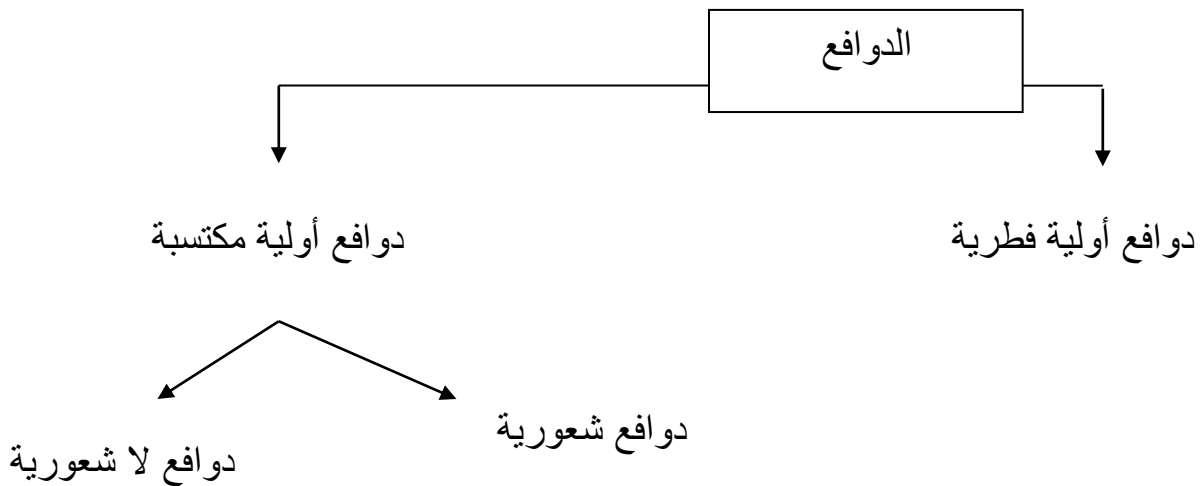 الدوافع
دوافع أولية فطرية
دوافع أولية مكتسبة
دوافع شعورية
دوافع لا شعورية